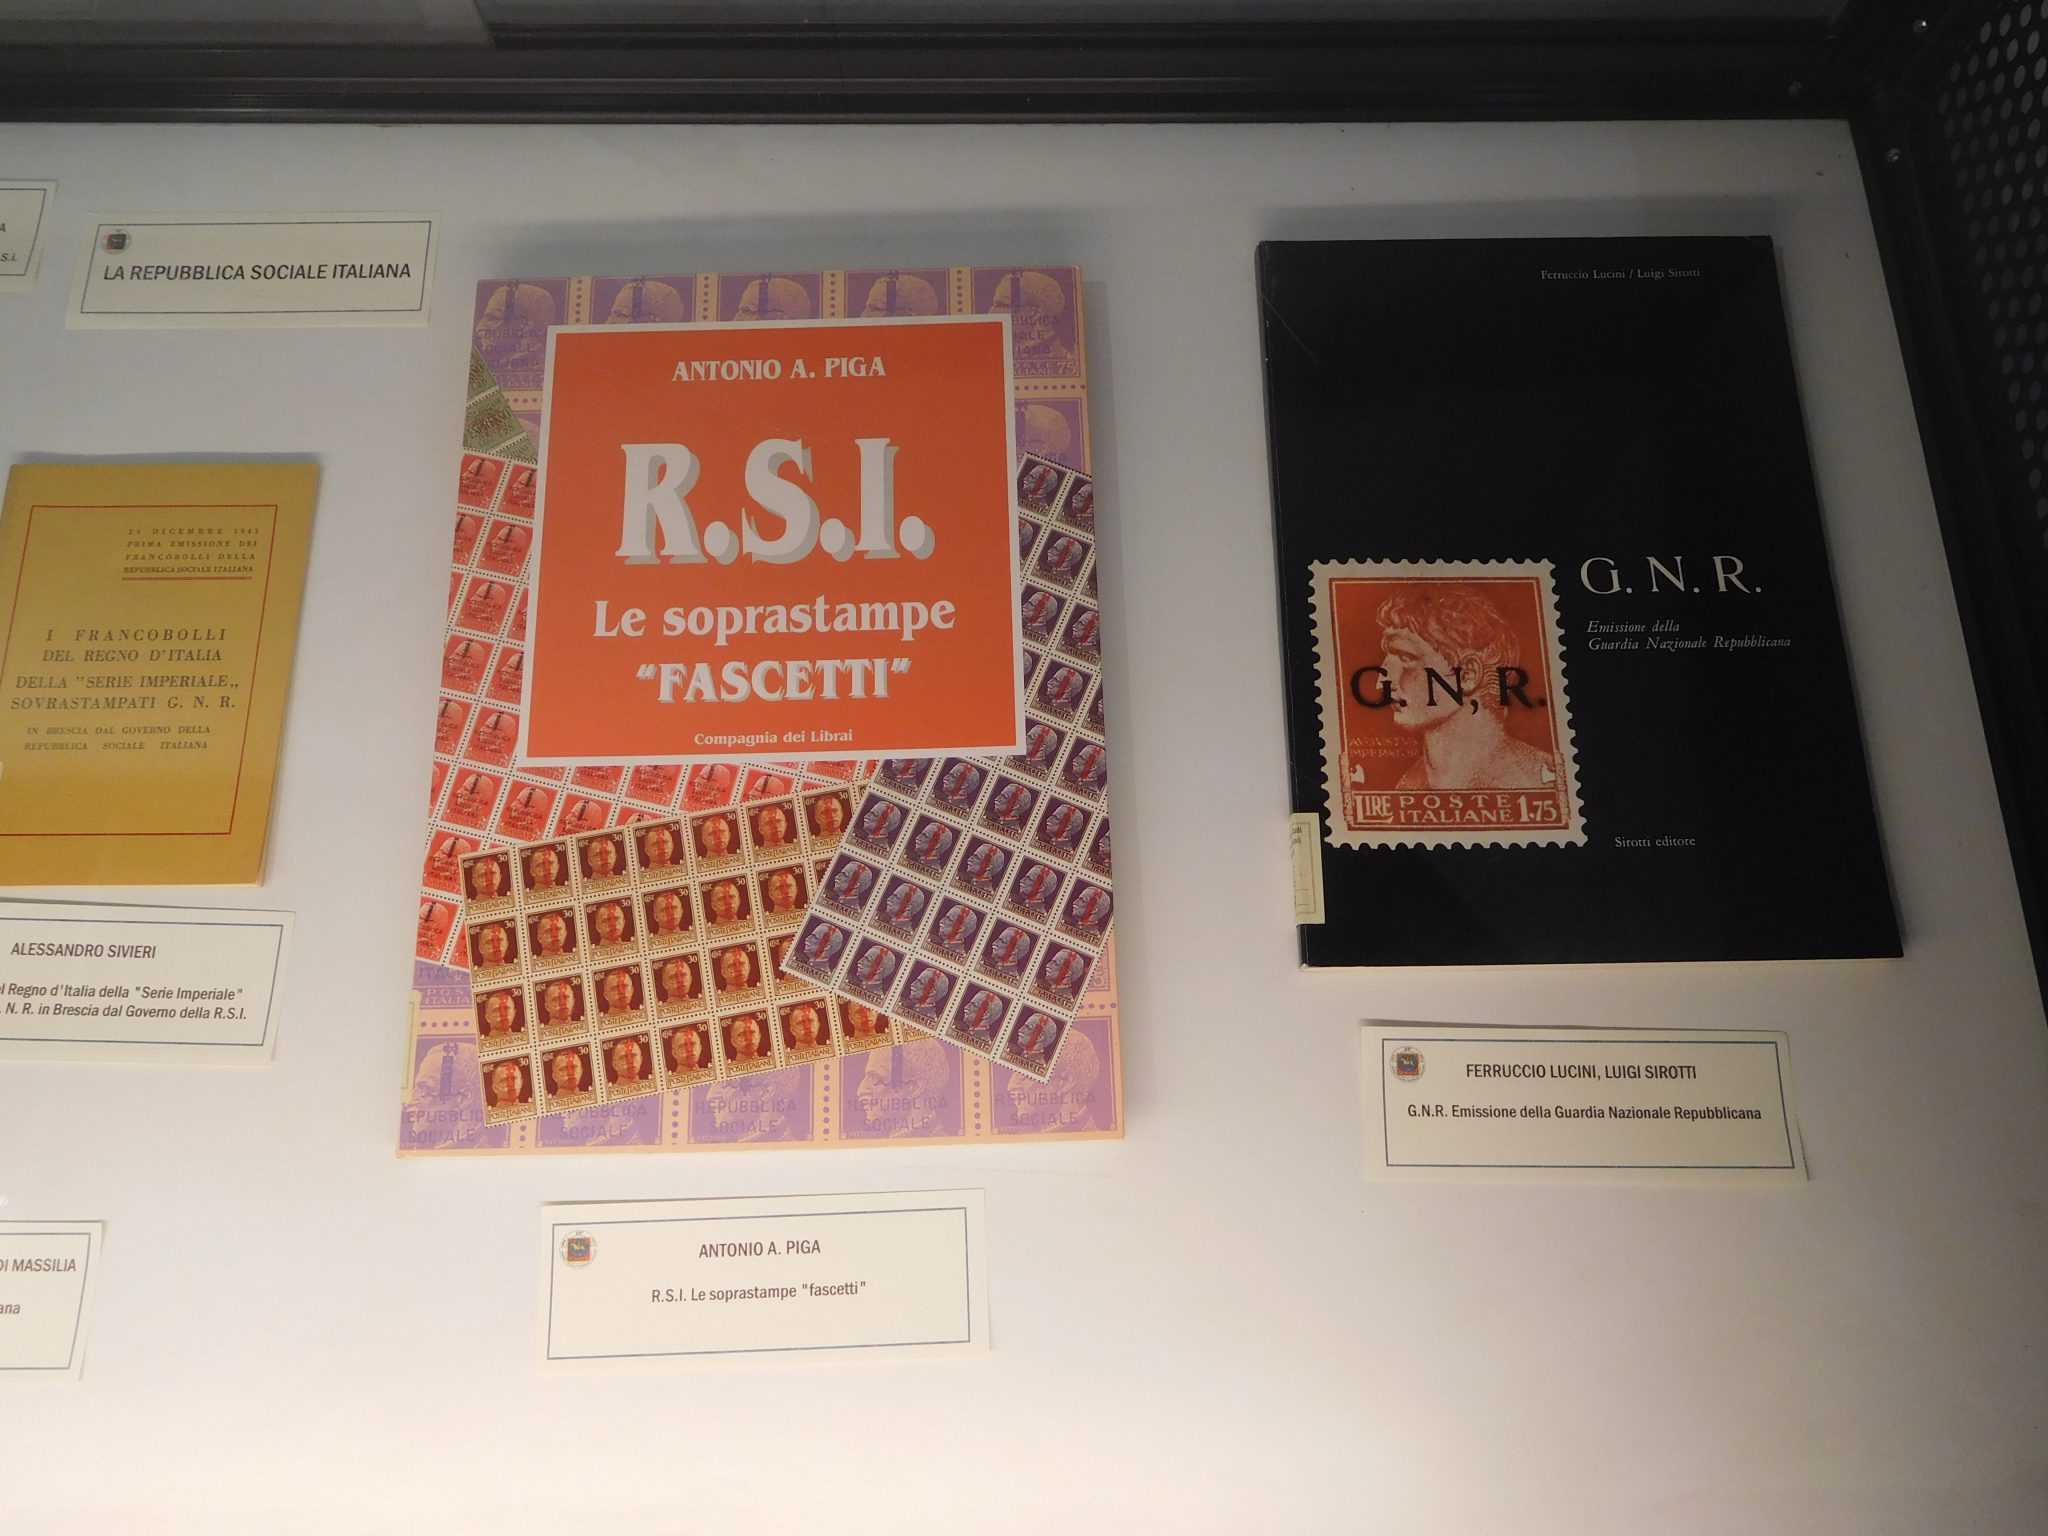 A
S.I.
LA REPUBBLICA SOCIALE ITALIANA
29 DICEMBRE 1943
PRIMA EMISSIONE DEI
FRANCOBOLLI DELLA
REPUBBLICA SOCIALE ITALIANA
I FRANCOBOLLI
DEL REGNO D'ITALIA
DELLA "SERIE IMPERIALE„
SOVRASTAMPATI G. N. R.
IN BRESCIA DAL GOVERNO DELLA
REPUBBLICA SOCIALE ITALIANA
ALESSANDRO SIVIERI
l Regno d'Italia della "Serie Imperiale"
. N. R. in Brescia dal Governo della R.S.I.
DI MASSILIA
ana
ANTONIO A. PIGA
R.S.I.
Le soprastampe
"FASCETTI"
Compagnia dei Librai
REPUBBLICA
SOCIALE
ANTONIO A. PIGA
R.S.I. Le soprastampe "fascetti"
Ferruccio Lucini / Luigi Sirotti
G. N. R.
Emissione della
Guardia Nazionale Repubblicana
G. N, R.
AVGVSTVS
IMPERATOR
LIRE POSTE ITALIANE 1.75
Sirotti editore
FERRUCCIO LUCINI, LUIGI SIROTTI
G.N.R. Emissione della Guardia Nazionale Repubblicana